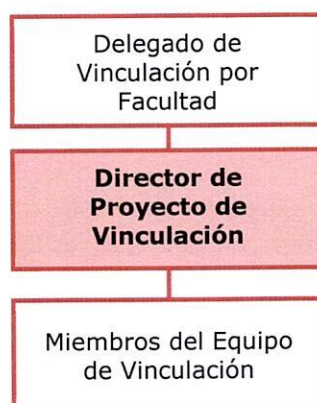 Delegado de
Vinculación por
Facultad
Director de
Proyecto de
Vinculación
Miembros del Equipo
de Vinculación